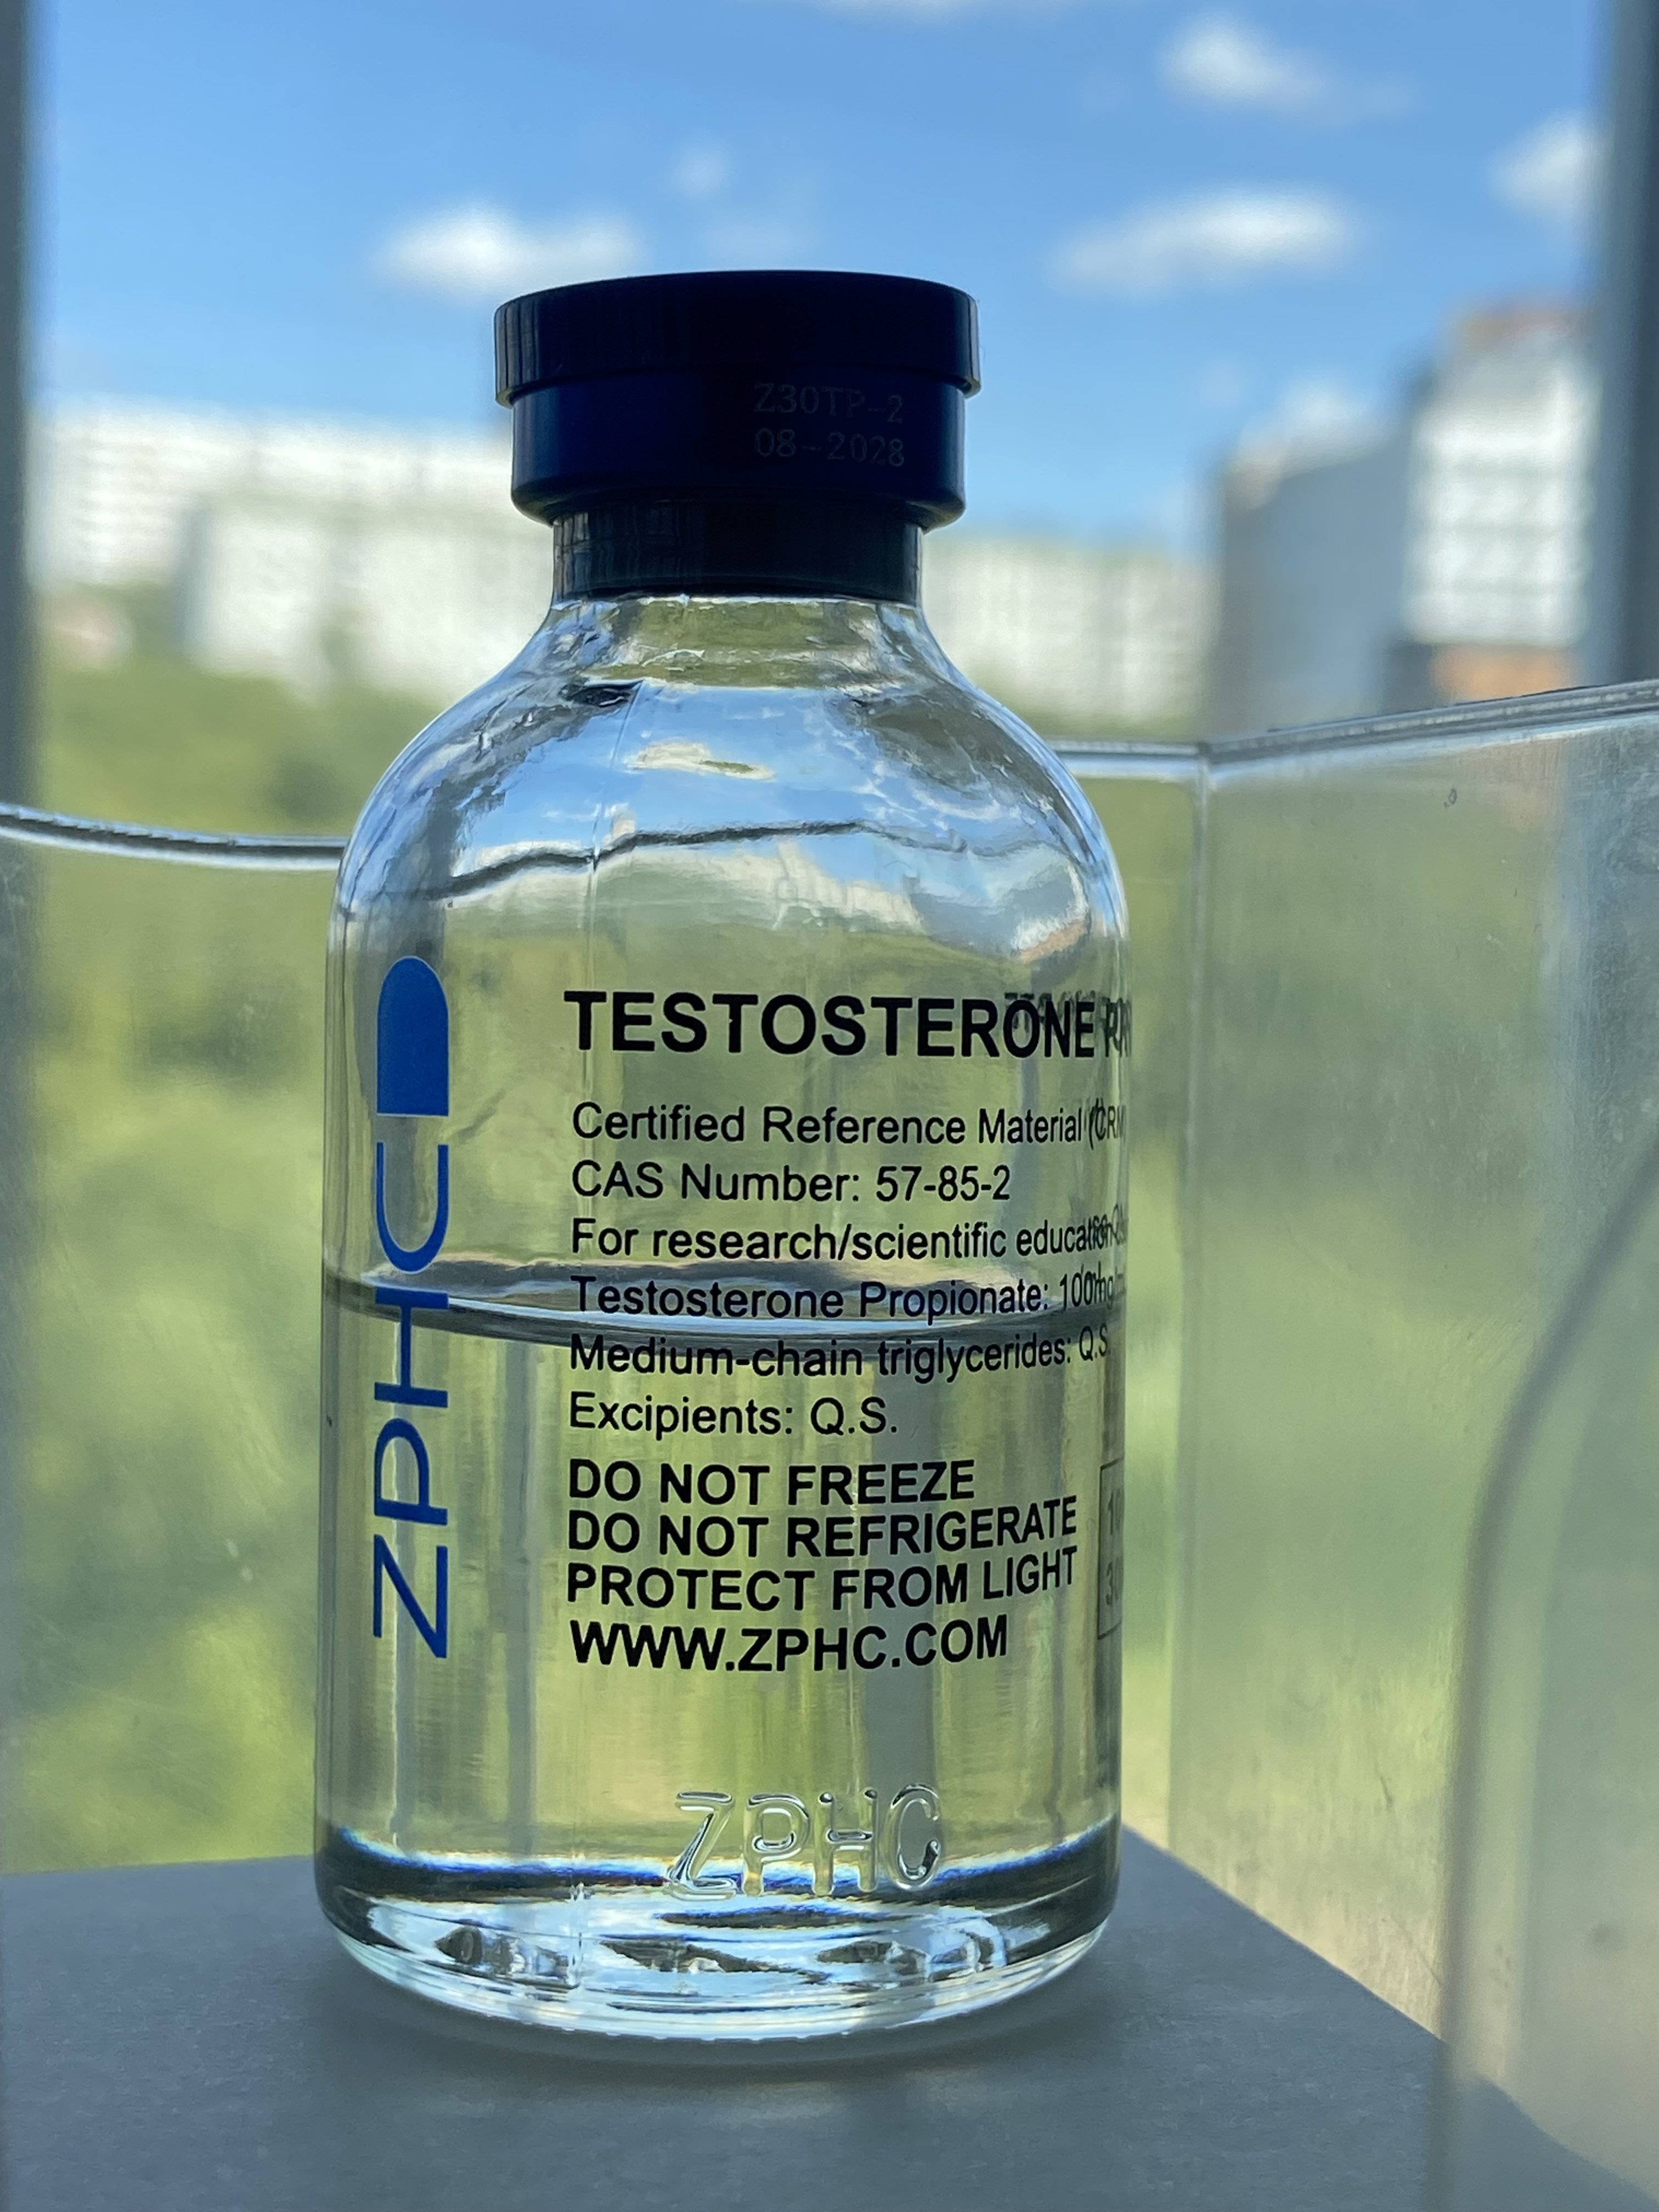 Z30TP-2
08-2028
ZPHC
TESTOSTERONE
Certified Reference Material
CAS Number: 57-85-2
For research/scientific education
Testosterone Propionate:
Medium-chain triglycerides: Q.S.
Excipients: Q.S.
DO NOT FREEZE
DO NOT REFRIGERATE
PROTECT FROM LIGHT
WWW.ZPHC.COM
ZPHC